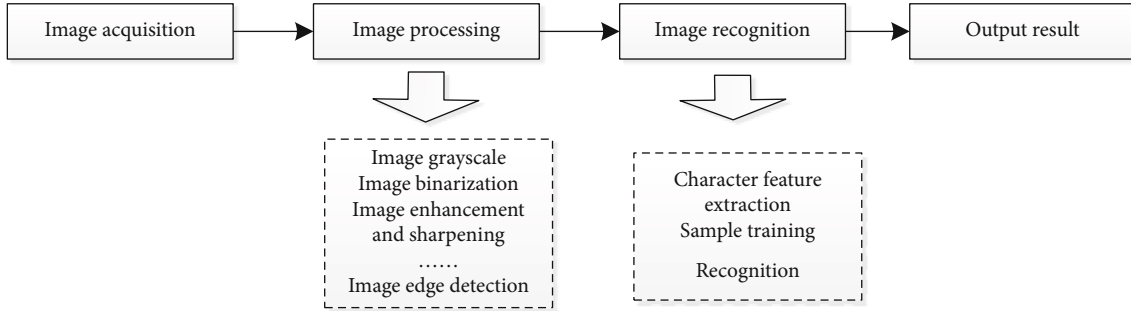 Image acquisition
Image processing
Image recognition
Output result
Image grayscale
Image binarization
Image enhancement
and sharpening
......
Image edge detection
Character feature
extraction
Sample training
Recognition